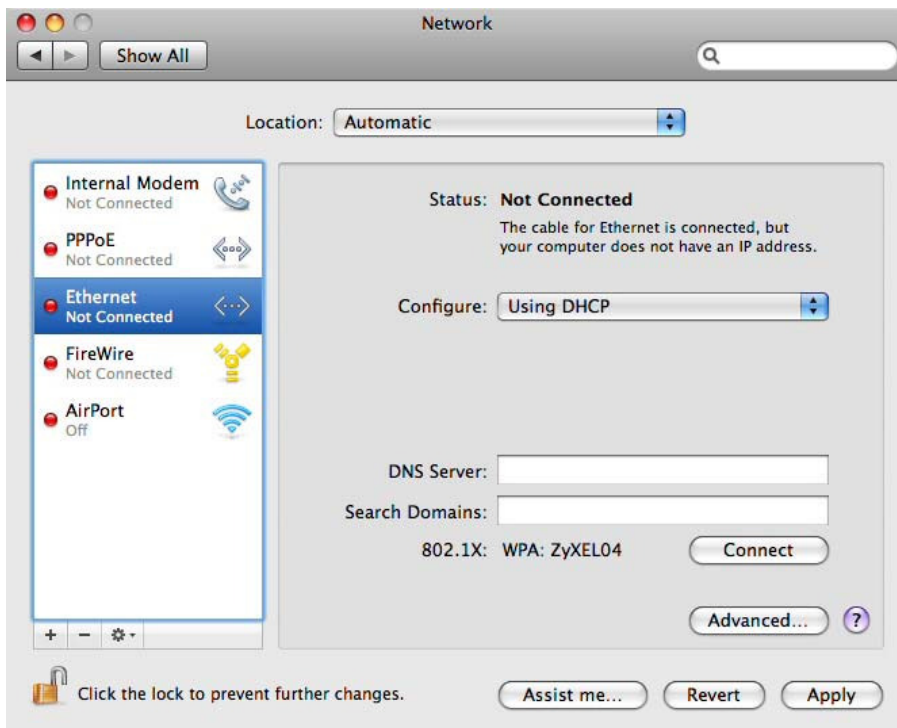 Network
Show All
Location: Automatic
Internal Modem
Not Connected
PPPoE
Not Connected
Ethernet
Not Connected
FireWire
Not Connected
AirPort
Off
Status: Not Connected
The cable for Ethernet is connected, but
your computer does not have an IP address.
Configure: Using DHCP
DNS Server:
Search Domains:
802.1X: WPA: ZyXEL04 Connect
Advanced... ?
+ −
Click the lock to prevent further changes.
Assist me... Revert Apply